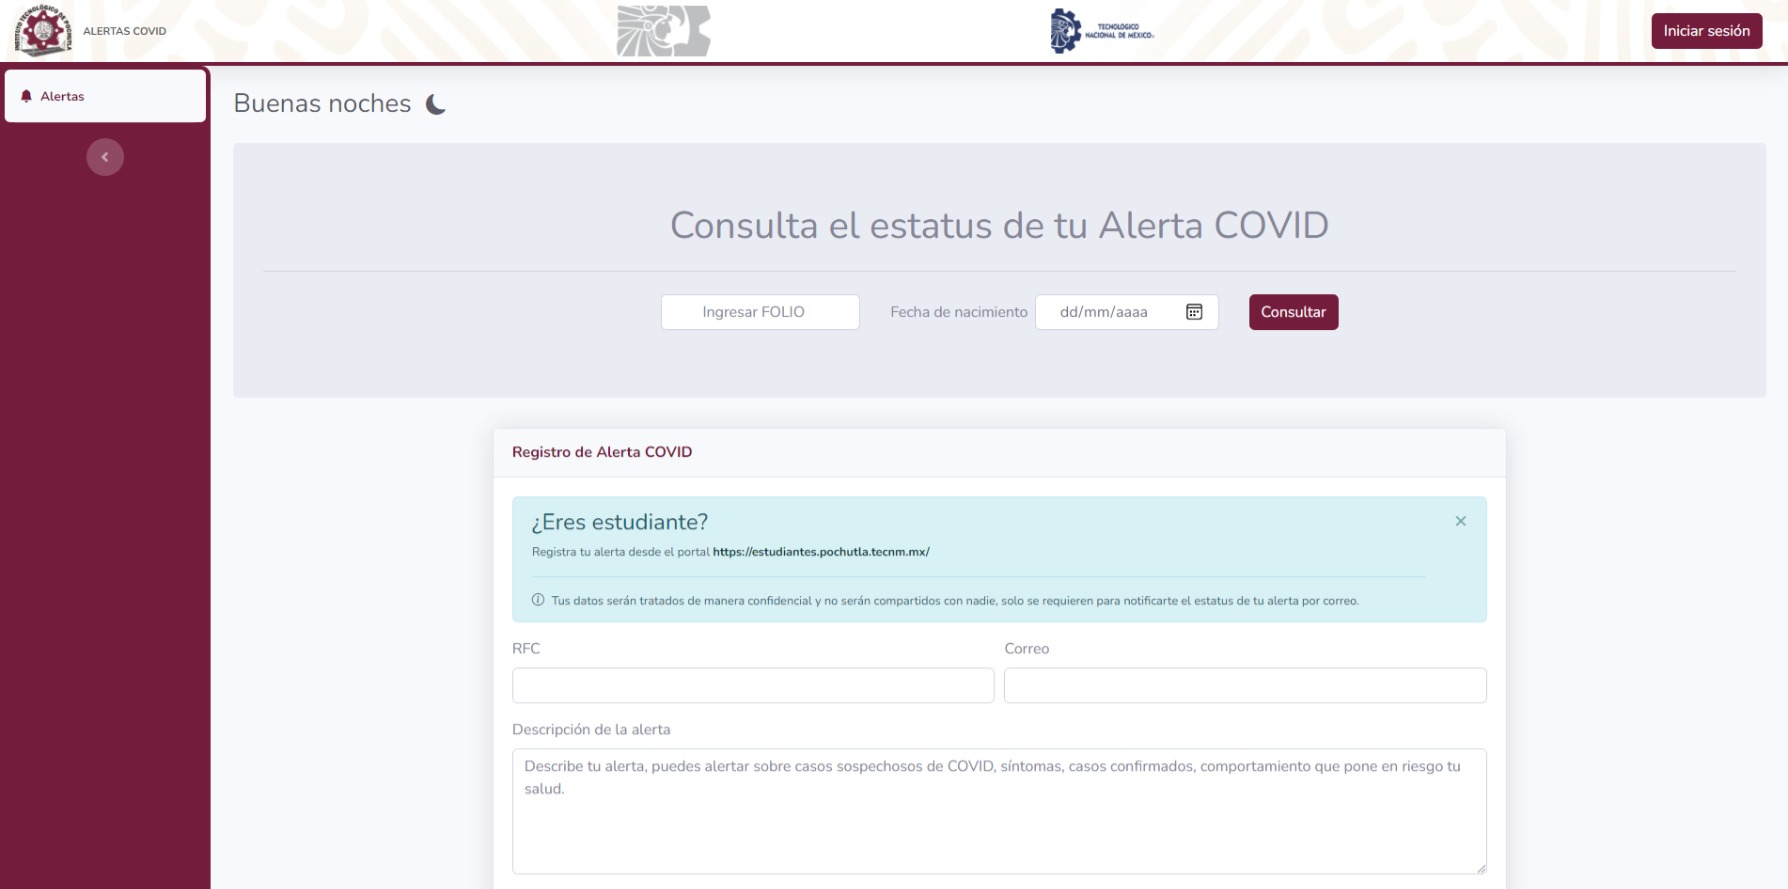 INSTITUTO TECNOLÓGICO DE POCHUTLA
ALERTAS COVID
TECNOLÓGICO
NACIONAL DE MÉXICO
Iniciar sesión
Alertas
Buenas noches
Consulta el estatus de tu Alerta COVID
Ingresar FOLIO
Fecha de nacimiento
dd/mm/aaaa
Consultar
Registro de Alerta COVID
¿Eres estudiante?
Registra tu alerta desde el portal https://estudiantes.pochutla.tecnm.mx/
Tus datos serán tratados de manera confidencial y no serán compartidos con nadie, solo se requieren para notificarte el estatus de tu alerta por correo.
RFC
Correo
Descripción de la alerta
Describe tu alerta, puedes alertar sobre casos sospechosos de COVID, síntomas, casos confirmados, comportamiento que pone en riesgo tu
salud.